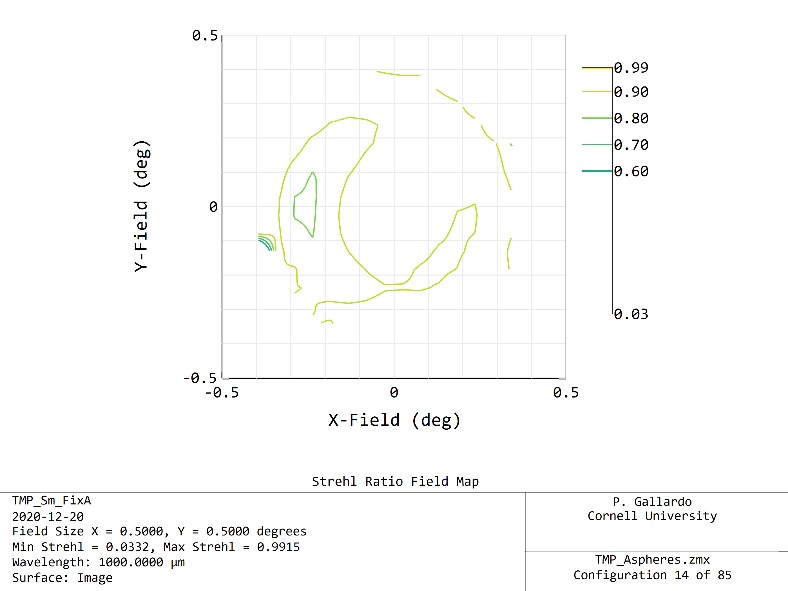 0.5
0
-0.5
Y-Field (deg)
-0.5 0 0.5
X-Field (deg)
0.99
0.90
0.80
0.70
0.60
0.03
Strehl Ratio Field Map
TMP_Sm_FixA
2020-12-20
Field Size X = 0.5000, Y = 0.5000 degrees
Min Strehl = 0.0332, Max Strehl = 0.9915
Wavelength: 1000.0000 µm
Surface: Image
P. Gallardo
Cornell University
TMP_Aspheres.zmx
Configuration 14 of 85